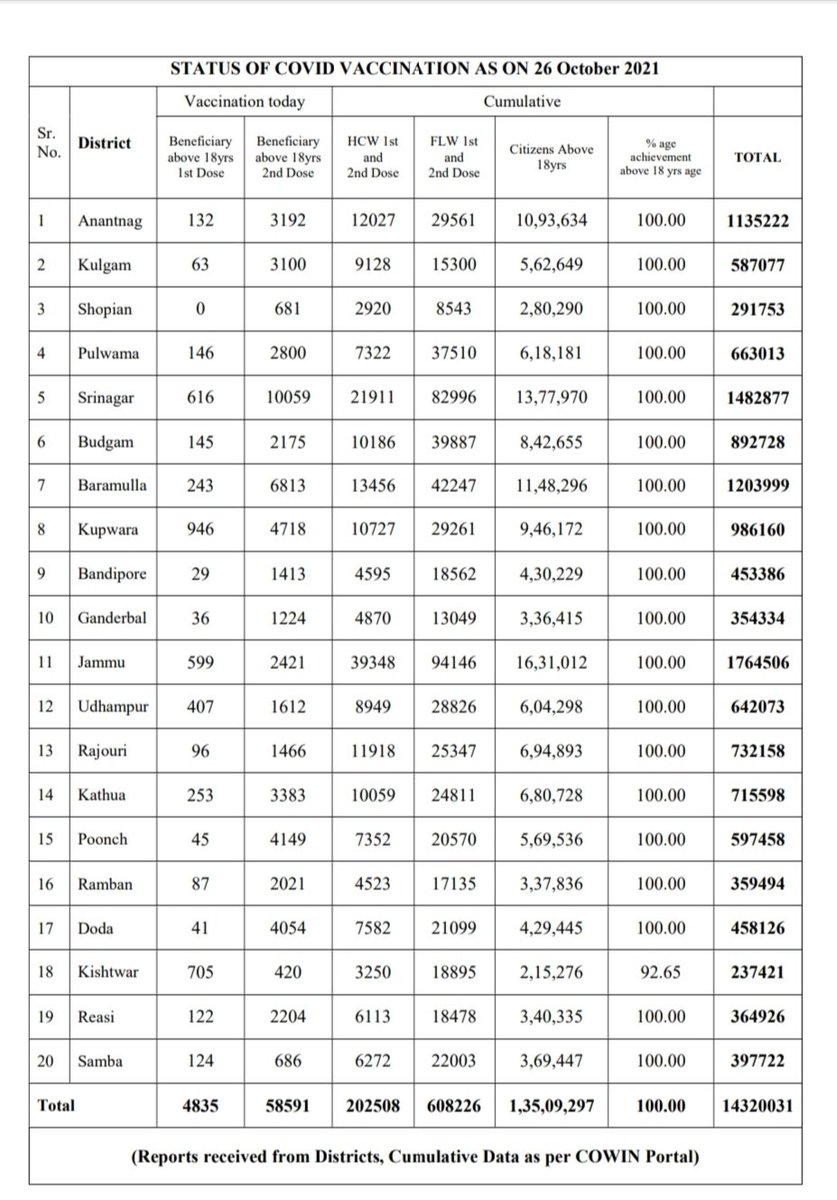 STATUS OF COVID VACCINATION AS ON 26 October 2021
Vaccination today Cumulative
Sr. No. District Beneficiary above 18yrs 1st Dose Beneficiary above 18yrs 2nd Dose HCW 1st and 2nd Dose FLW 1st and 2nd Dose Citizens Above 18yrs % age achievement above 18 yrs age TOTAL
1 Anantnag 132 3192 12027 29561 10,93,634 100.00 1135222
2 Kulgam 63 3100 9128 15300 5,62,649 100.00 587077
3 Shopian 0 681 2920 8543 2,80,290 100.00 291753
4 Pulwama 146 2800 7322 37510 6,18,181 100.00 663013
5 Srinagar 616 10059 21911 82996 13,77,970 100.00 1482877
6 Budgam 145 2175 10186 39887 8,42,655 100.00 892728
7 Baramulla 243 6813 13456 42247 11,48,296 100.00 1203999
8 Kupwara 946 4718 10727 29261 9,46,172 100.00 986160
9 Bandipore 29 1413 4595 18562 4,30,229 100.00 453386
10 Ganderbal 36 1224 4870 13049 3,36,415 100.00 354334
11 Jammu 599 2421 39348 94146 16,31,012 100.00 1764506
12 Udhampur 407 1612 8949 28826 6,04,298 100.00 642073
13 Rajouri 96 1466 11918 25347 6,94,893 100.00 732158
14 Kathua 253 3383 10059 24811 6,80,728 100.00 715598
15 Poonch 45 4149 7352 20570 5,69,536 100.00 597458
16 Ramban 87 2021 4523 17135 3,37,836 100.00 359494
17 Doda 41 4054 7582 21099 4,29,445 100.00 458126
18 Kishtwar 705 420 3250 18895 2,15,276 92.65 237421
19 Reasi 122 2204 6113 18478 3,40,335 100.00 364926
20 Samba 124 686 6272 22003 3,69,447 100.00 397722
Total 4835 58591 202508 608226 1,35,09,297 100.00 14320031
(Reports received from Districts, Cumulative Data as per COWIN Portal)